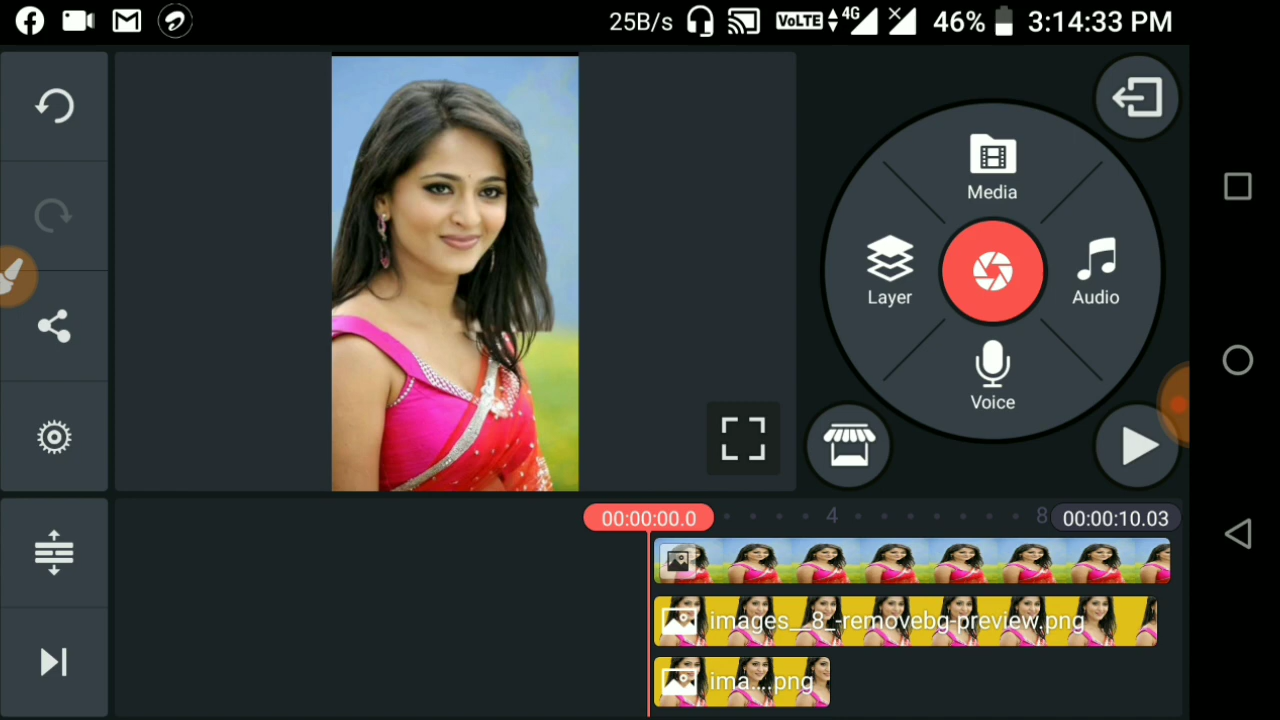 25B/s VoLTE 4G 46% 3:14:33 PM
Media
Layer
Audio
Voice
00:00:00.0 4 8 00:00:10.03
images__8_-removebg-preview.png
ima....png